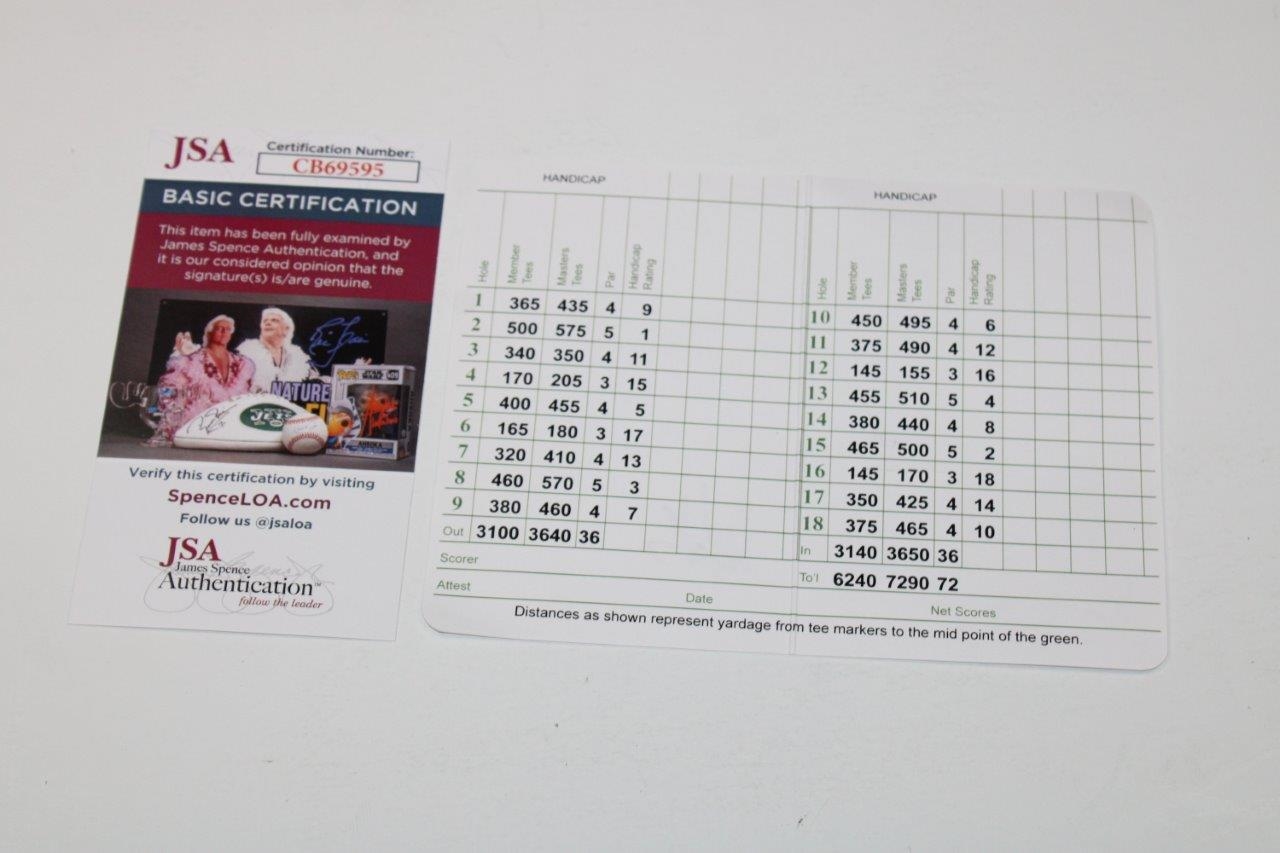 JSA
Certification Number:
CB69595
BASIC CERTIFICATION
This item has been fully examined by
James Spence Authentication, and
it is our considered opinion that the
signature(s) is/are genuine.
NATURE
JETS
STAR WARS
AHSOKA
Verify this certification by visiting
SpenceLOA.com
Follow us @jsaloa
JSA
James Spence
Authentication™
follow the leader
HANDICAP
Hole Member Tees Masters Tees Par Handicap Rating
1 365 435 4 9
2 500 575 5 1
3 340 350 4 11
4 170 205 3 15
5 400 455 4 5
6 165 180 3 17
7 320 410 4 13
8 460 570 5 3
9 380 460 4 7
Out 3100 3640 36
Scorer
Attest Date
HANDICAP
Hole Member Tees Masters Tees Par Handicap Rating
10 450 495 4 6
11 375 490 4 12
12 145 155 3 16
13 455 510 5 4
14 380 440 4 8
15 465 500 5 2
16 145 170 3 18
17 350 425 4 14
18 375 465 4 10
In 3140 3650 36
To'l 6240 7290 72
Net Scores
Distances as shown represent yardage from tee markers to the mid point of the green.